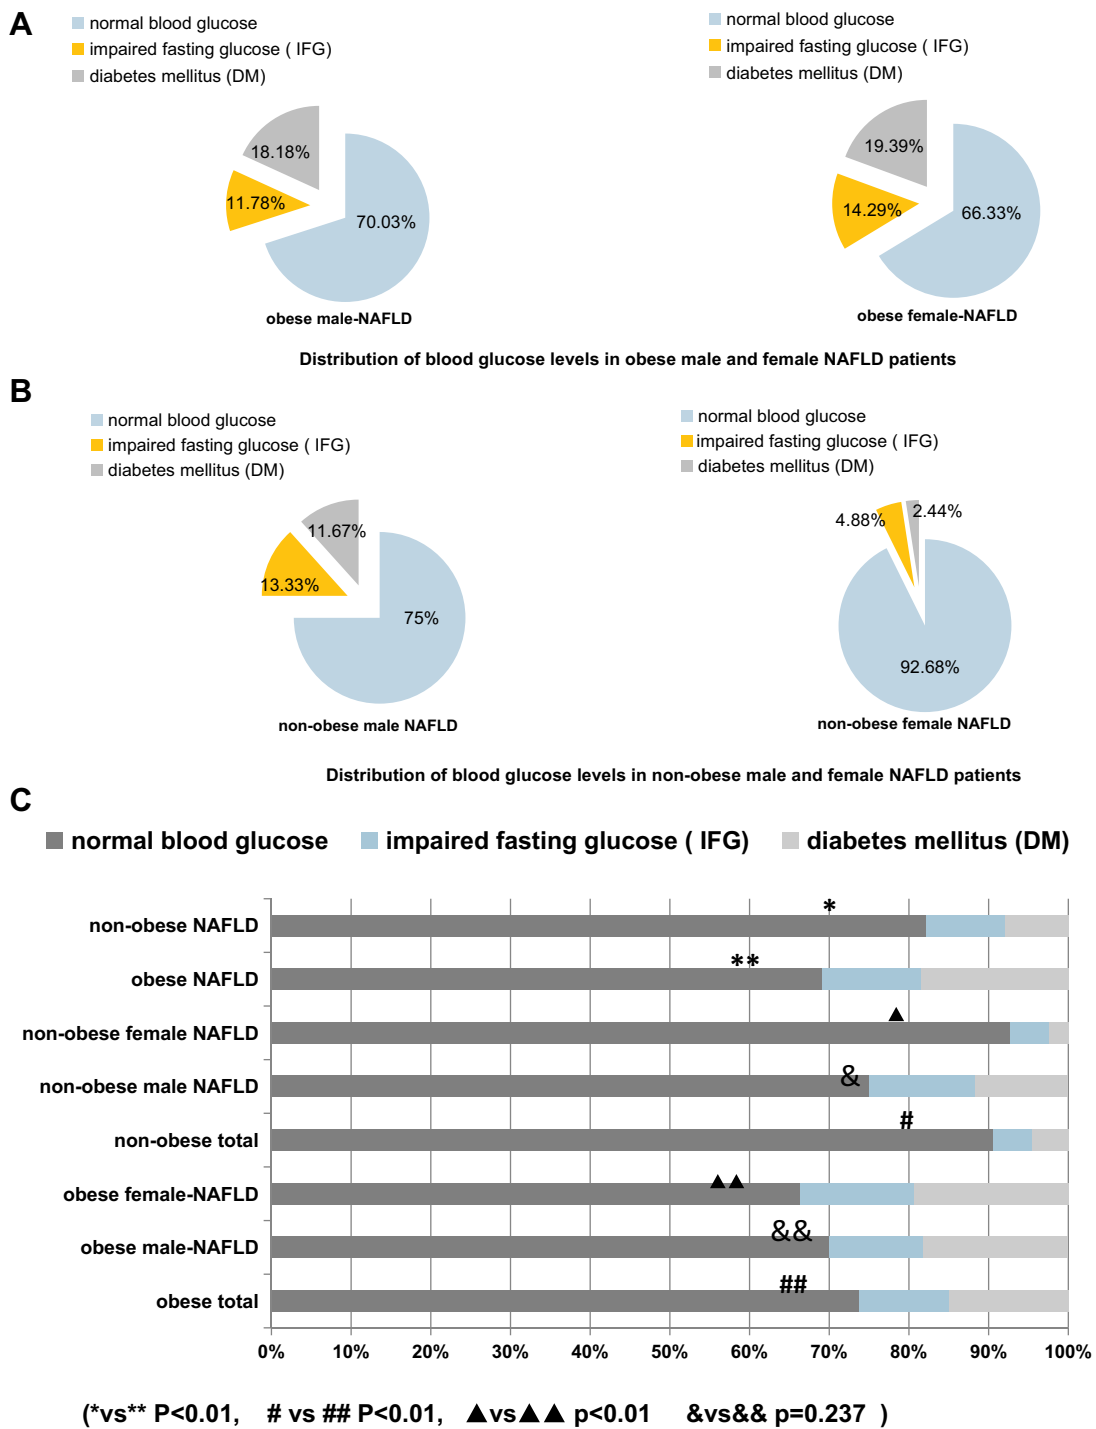 A
normal blood glucose
impaired fasting glucose ( IFG)
diabetes mellitus (DM)
18.18%
11.78%
70.03%
obese male-NAFLD
normal blood glucose
impaired fasting glucose ( IFG)
diabetes mellitus (DM)
19.39%
14.29%
66.33%
obese female-NAFLD
Distribution of blood glucose levels in obese male and female NAFLD patients
B
normal blood glucose
impaired fasting glucose ( IFG)
diabetes mellitus (DM)
11.67%
13.33%
75%
non-obese male NAFLD
normal blood glucose
impaired fasting glucose ( IFG)
diabetes mellitus (DM)
4.88%
2.44%
92.68%
non-obese female NAFLD
Distribution of blood glucose levels in non-obese male and female NAFLD patients
C
normal blood glucose impaired fasting glucose ( IFG) diabetes mellitus (DM)
*
non-obese NAFLD
**
obese NAFLD
▲
non-obese female NAFLD
&
non-obese male NAFLD
#
non-obese total
▲▲
obese female-NAFLD
&&
obese male-NAFLD
##
obese total
0% 10% 20% 30% 40% 50% 60% 70% 80% 90% 100%
(*vs** P<0.01, # vs ## P<0.01, ▲vs▲▲ p<0.01 &vs&& p=0.237 )